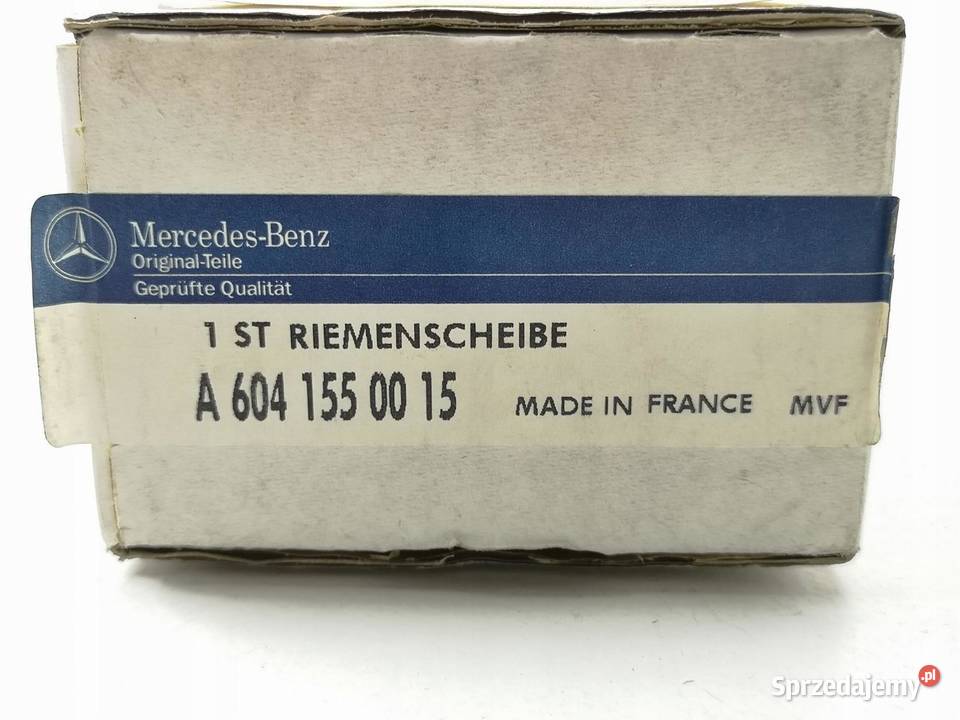 Mercedes-Benz
Original-Teile
Geprüfte Qualität
1 ST RIEMENSCHEIBE
A 604 155 00 15 MADE IN FRANCE MVF
Sprzedajemy.pl